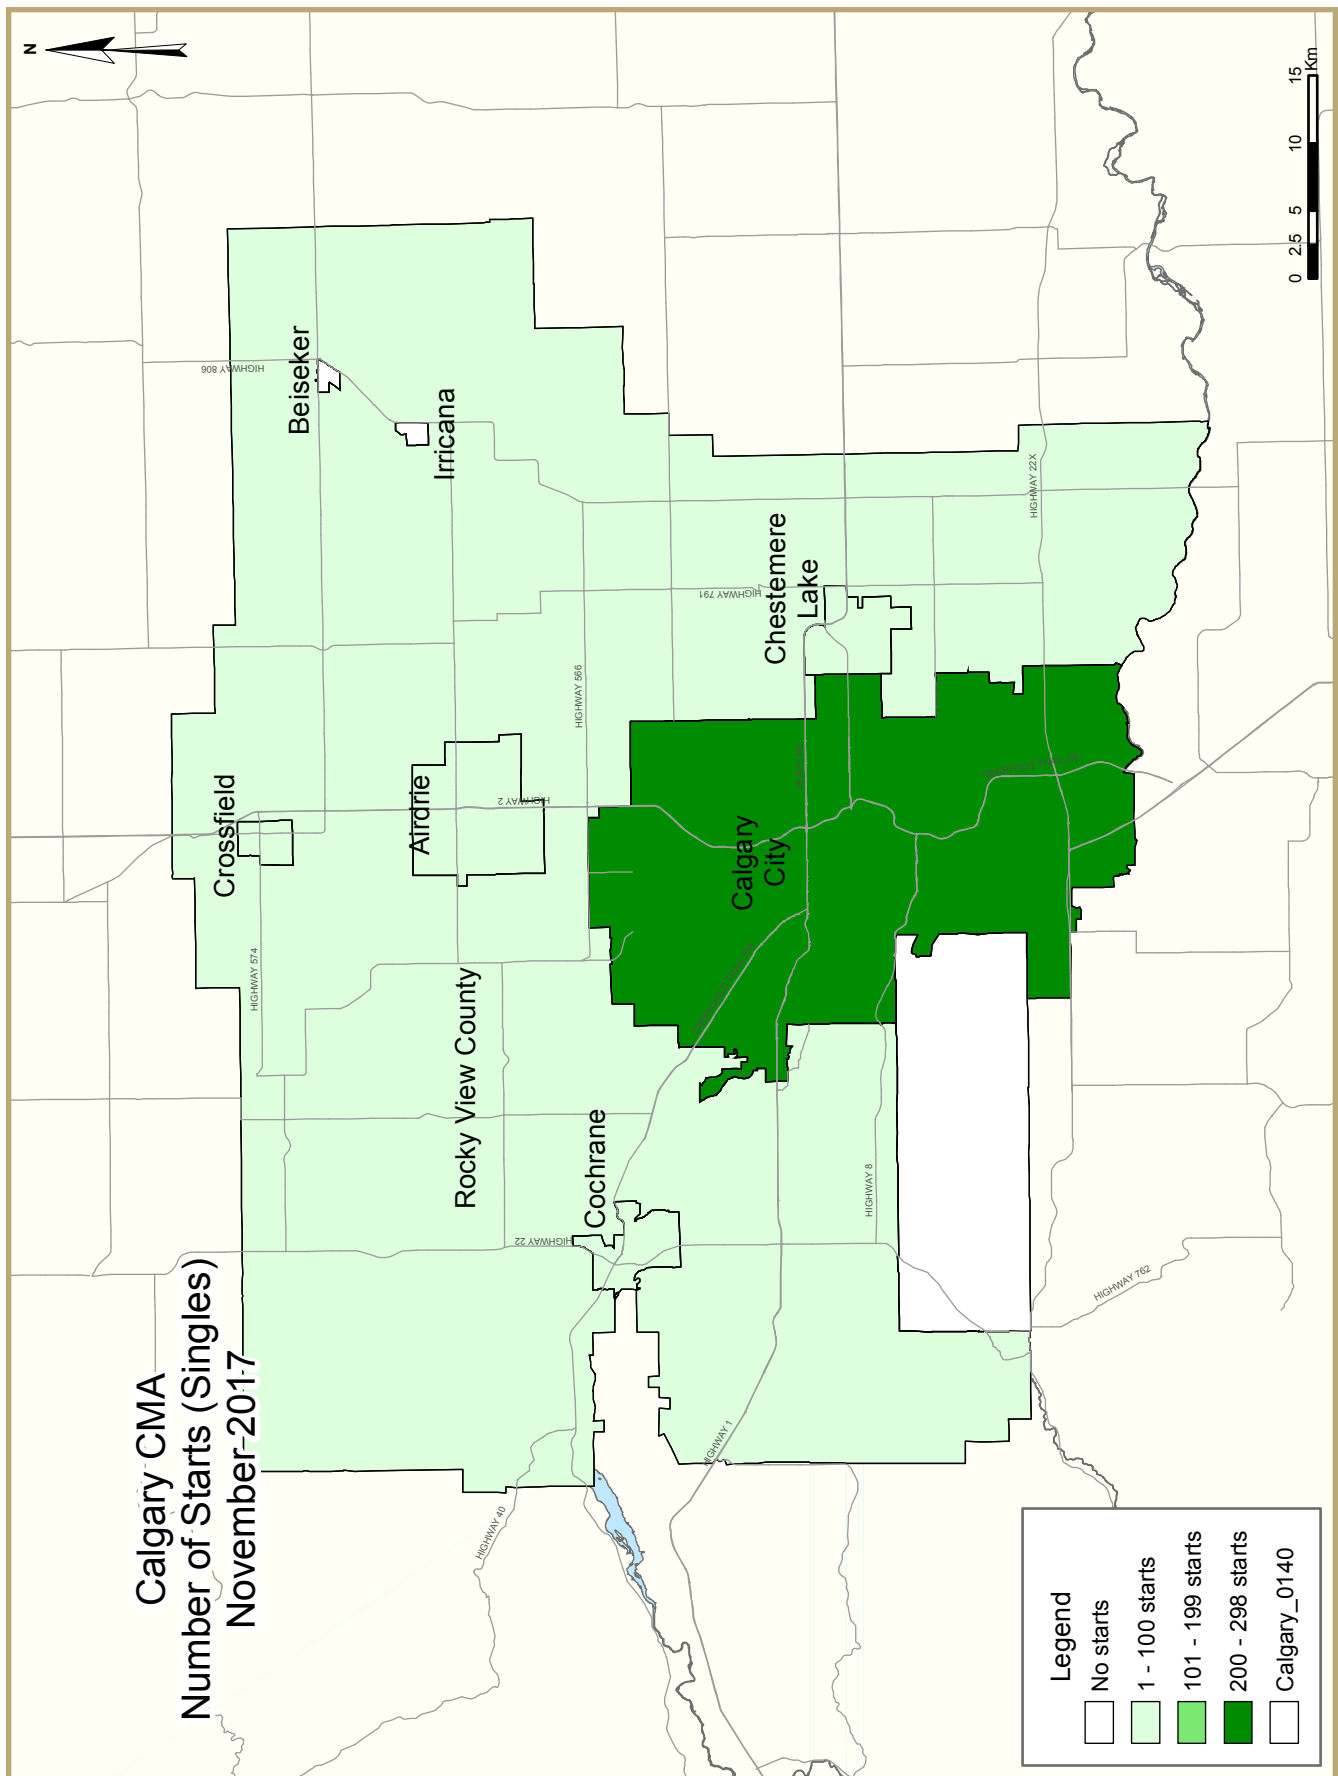 Calgary CMA
Number of Starts (Singles)
November 2017
N
Crossfield
Beiseker
Irricana
Airdrie
Rocky View County
Cochrane
Calgary
City
Chestemere
Lake
HIGHWAY 574
HIGHWAY 806
HIGHWAY 2
HIGHWAY 566
HIGHWAY 791
HIGHWAY 22
HIGHWAY 40
HIGHWAY 1
HIGHWAY 8
HIGHWAY 22X
HIGHWAY 762
Legend
No starts
1 - 100 starts
101 - 199 starts
200 - 298 starts
Calgary_0140
0 2.5 5 10 15
Km